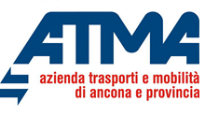 ATMA
azienda trasporti e mobilità
di ancona e provincia